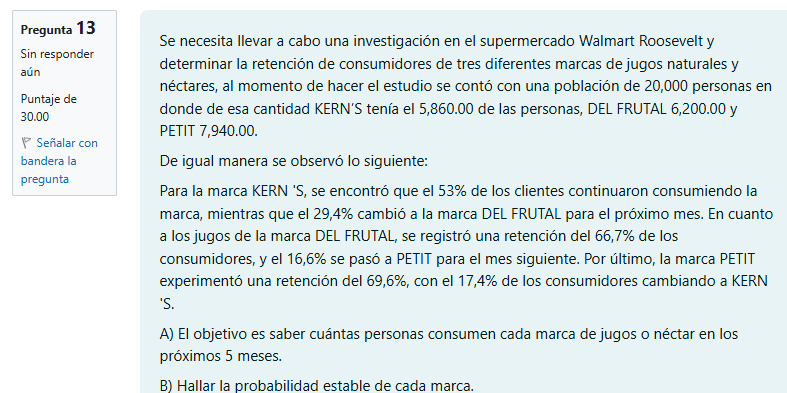 Pregunta 13
Sin responder
aún
Puntaje de
30.00
Señalar con
bandera la
pregunta
Se necesita llevar a cabo una investigación en el supermercado Walmart Roosevelt y
determinar la retención de consumidores de tres diferentes marcas de jugos naturales y
néctares, al momento de hacer el estudio se contó con una población de 20,000 personas en
donde de esa cantidad KERN’S tenía el 5,860.00 de las personas, DEL FRUTAL 6,200.00 y
PETIT 7,940.00.
De igual manera se observó lo siguiente:
Para la marca KERN 'S, se encontró que el 53% de los clientes continuaron consumiendo la
marca, mientras que el 29,4% cambió a la marca DEL FRUTAL para el próximo mes. En cuanto
a los jugos de la marca DEL FRUTAL, se registró una retención del 66,7% de los
consumidores, y el 16,6% se pasó a PETIT para el mes siguiente. Por último, la marca PETIT
experimentó una retención del 69,6%, con el 17,4% de los consumidores cambiando a KERN
'S.
A) El objetivo es saber cuántas personas consumen cada marca de jugos o néctar en los
próximos 5 meses.
B) Hallar la probabilidad estable de cada marca.